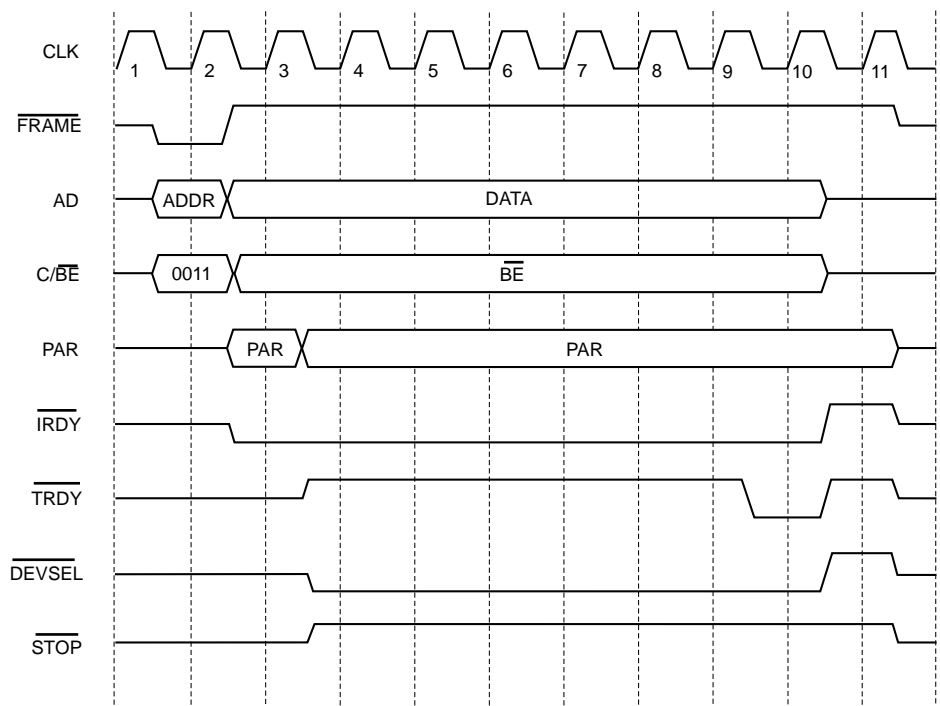 CLK
1 2 3 4 5 6 7 8 9 10 11
FRAME
AD ADDR DATA
C/BE 0011 BE
PAR PAR PAR
IRDY
TRDY
DEVSEL
STOP